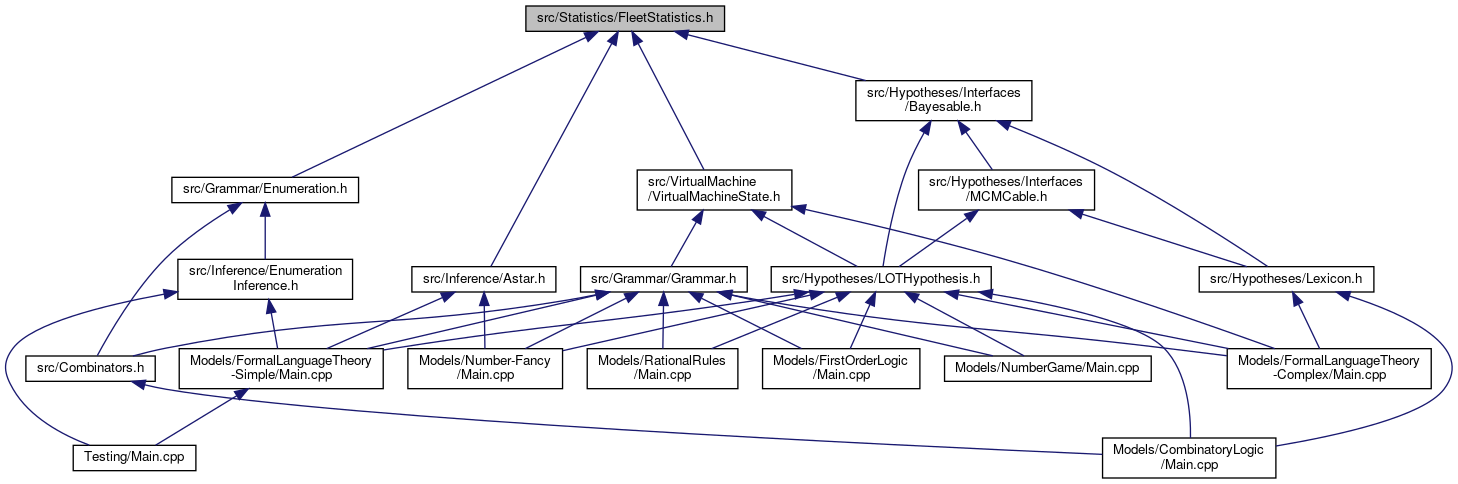 src/Statistics/FleetStatistics.h
src/Hypotheses/Interfaces
/Bayesable.h
src/Grammar/Enumeration.h
src/VirtualMachine
/VirtualMachineState.h
src/Hypotheses/Interfaces
/MCMCable.h
src/Inference/Enumeration
Inference.h
src/Inference/Astar.h
src/Grammar/Grammar.h
src/Hypotheses/LOTHypothesis.h
src/Hypotheses/Lexicon.h
src/Combinators.h
Models/FormalLanguageTheory
-Simple/Main.cpp
Models/Number-Fancy
/Main.cpp
Models/RationalRules
/Main.cpp
Models/FirstOrderLogic
/Main.cpp
Models/NumberGame/Main.cpp
Models/FormalLanguageTheory
-Complex/Main.cpp
Testing/Main.cpp
Models/CombinatoryLogic
/Main.cpp